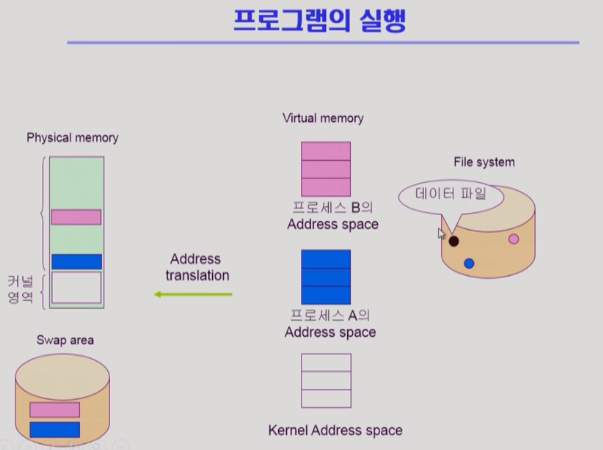 프로그램의 실행
Virtual memory
Physical memory
File system
데이터 파일
프로세스 B의
Address space
Address
translation
커널
영역
프로세스 A의
Address space
Swap area
Kernel Address space